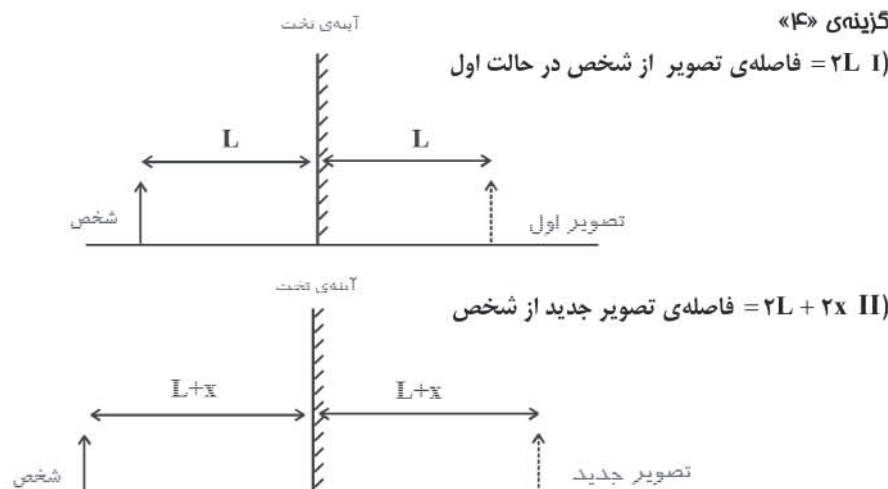 گزینه‌ی «۴»
آینه‌ی تخت
I) ۲L = فاصله‌ی تصویر از شخص در حالت اول
L L
شخص تصویر اول
آینه‌ی تخت
II) ۲L + ۲x = فاصله‌ی تصویر جدید از شخص
L+x L+x
شخص تصویر جدید